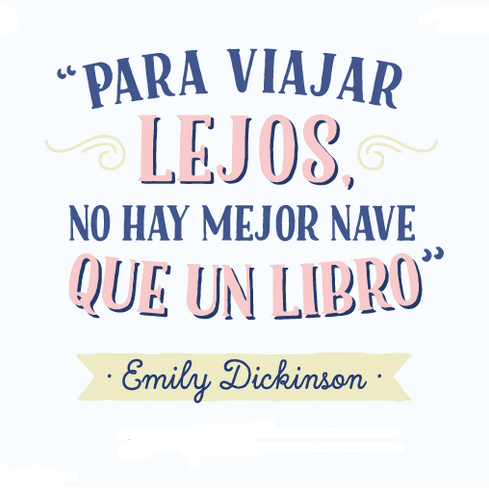 “PARA VIAJAR
LEJOS,
NO HAY MEJOR NAVE
QUE UN LIBRO”
· Emily Dickinson ·